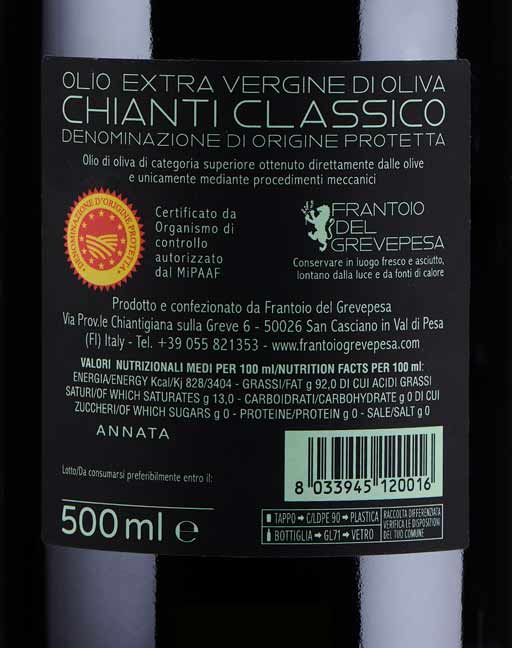 OLIO EXTRA VERGINE DI OLIVA
CHIANTI CLASSICO
DENOMINAZIONE DI ORIGINE PROTETTA
Olio di oliva di categoria superiore ottenuto direttamente dalle olive
e unicamente mediante procedimenti meccanici
DENOMINAZIONE D'ORIGINE PROTETTA
Certificato da
Organismo di
controllo
autorizzato
dal MiPAAF
FRANTOIO
DEL
GREVEPESA
Conservare in luogo fresco e asciutto,
lontano dalla luce e da fonti di calore
Prodotto e confezionato da Frantoio del Grevepesa
Via Prov.le Chiantigiana sulla Greve 6 - 50026 San Casciano in Val di Pesa
(FI) Italy - Tel. +39 055 821353 - www.frantoiogrevepesa.com
VALORI NUTRIZIONALI MEDI PER 100 ml/NUTRITION FACTS PER 100 ml:
ENERGIA/ENERGY Kcal/Kj 828/3404 - GRASSI/FAT g 92,0 DI CUI ACIDI GRASSI
SATURI/OF WHICH SATURATES g 13,0 - CARBOIDRATI/CARBOHYDRATE g 0 DI CUI
ZUCCHERI/OF WHICH SUGARS g 0 - PROTEINE/PROTEIN g 0 - SALE/SALT g 0
ANNATA
Lotto/Da consumarsi preferibilmente entro il:
8 033945 120016
500 ml e
TAPPO → C/LDPE 90 → PLASTICA
BOTTIGLIA → GL71 → VETRO
RACCOLTA DIFFERENZIATA
VERIFICA LE DISPOSIZIONI
DEL TUO COMUNE